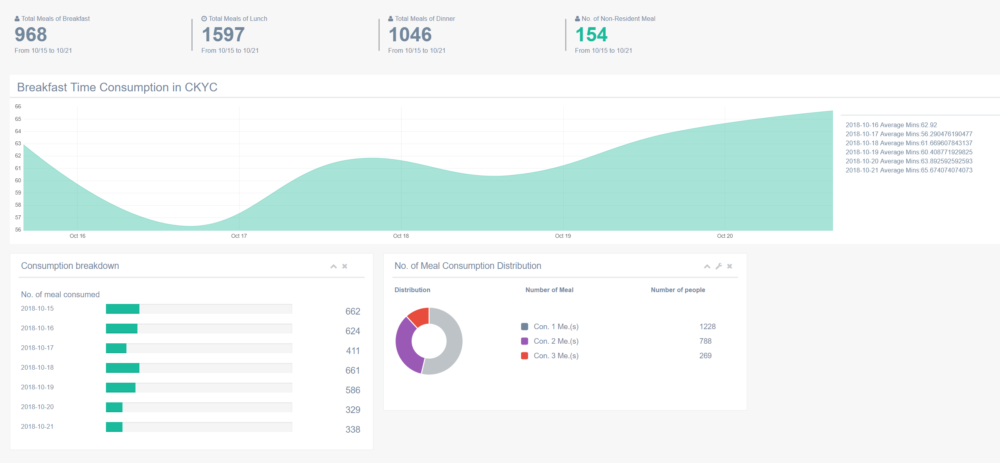 Total Meals of Breakfast
968
From 10/15 to 10/21
Total Meals of Lunch
1597
From 10/15 to 10/21
Total Meals of Dinner
1046
From 10/15 to 10/21
No. of Non-Resident Meal
154
From 10/15 to 10/21
Breakfast Time Consumption in CKYC
66
65
64
63
62
61
60
59
58
57
56
Oct 16
Oct 17
Oct 18
Oct 19
Oct 20
2018-10-16 Average Mins:62.92
2018-10-17 Average Mins:56.290476190477
2018-10-18 Average Mins:61.669607843137
2018-10-19 Average Mins:60.408771929825
2018-10-20 Average Mins:63.892592592593
2018-10-21 Average Mins:65.674074074073
Consumption breakdown
No. of meal consumed
2018-10-15 662
2018-10-16 624
2018-10-17 411
2018-10-18 661
2018-10-19 586
2018-10-20 329
2018-10-21 338
No. of Meal Consumption Distribution
Distribution Number of Meal Number of people
Con. 1 Me.(s) 1228
Con. 2 Me.(s) 788
Con. 3 Me.(s) 269